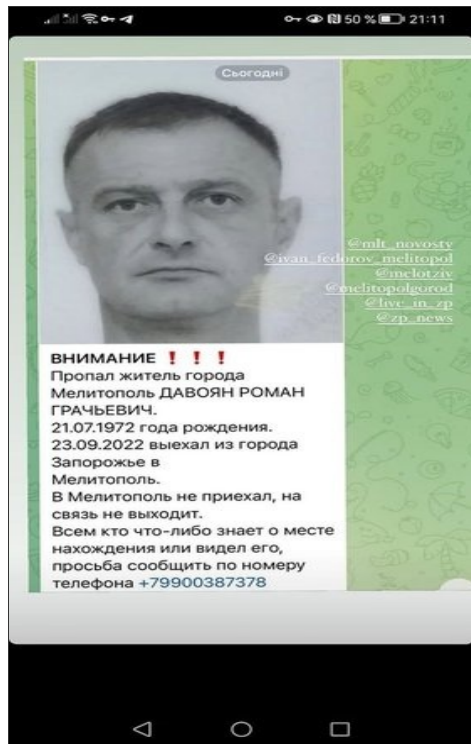 50 % 21:11
Сьогодні
@mlt_novosty
@ivan_fedorov_melitopol
@melotziv
@melitopolgorod
@live_in_zp
@zp_news
ВНИМАНИЕ ❗❗❗
Пропал житель города
Мелитополь ДАВОЯН РОМАН
ГРАЧЬЕВИЧ.
21.07.1972 года рождения.
23.09.2022 выехал из города
Запорожье в
Мелитополь.
В Мелитополь не приехал, на
связь не выходит.
Всем кто что-либо знает о месте
нахождения или видел его,
просьба сообщить по номеру
телефона +79900387378